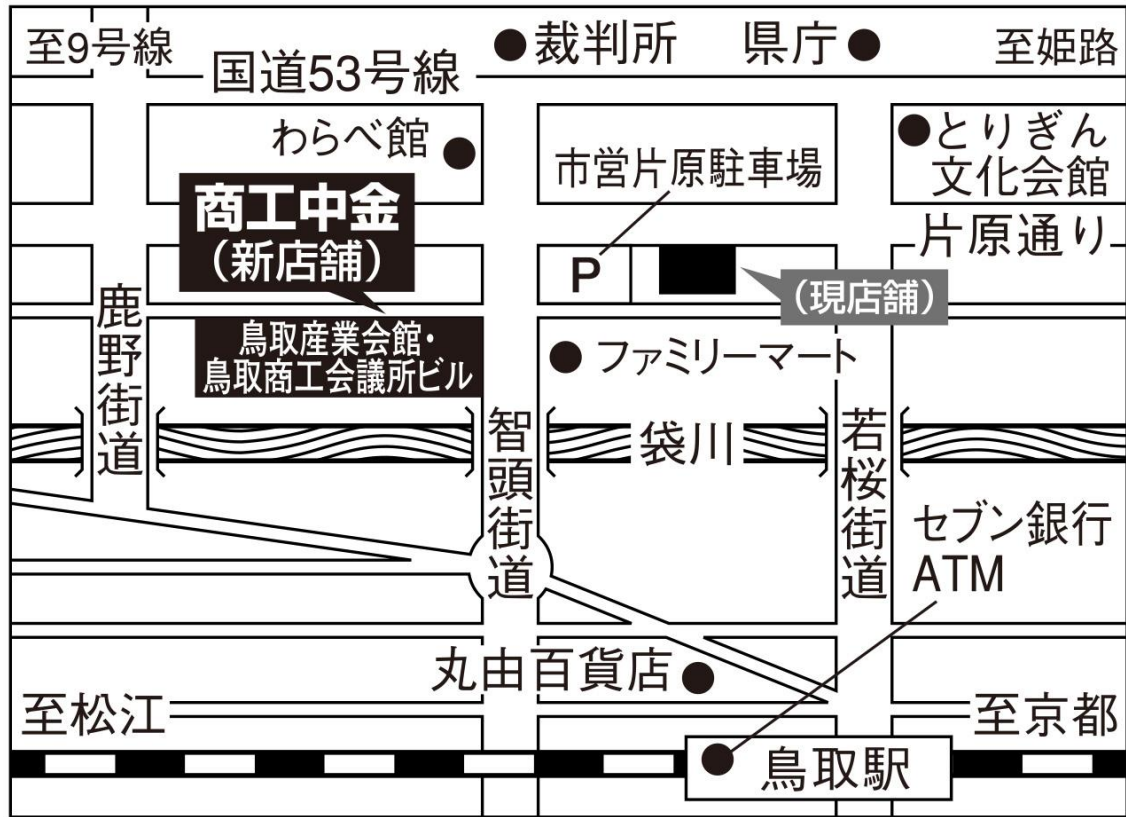 至9号線
国道53号線
●裁判所
県庁●
至姫路
わらべ館
市営片原駐車場
とりぎん
文化会館
商工中金
（新店舗）
片原通り
P
（現店舗）
鳥取産業会館・
鳥取商工会議所ビル
ファミリーマート
鹿野街道
智頭街道
袋川
若桜街道
セブン銀行
ATM
丸由百貨店
至松江
至京都
鳥取駅